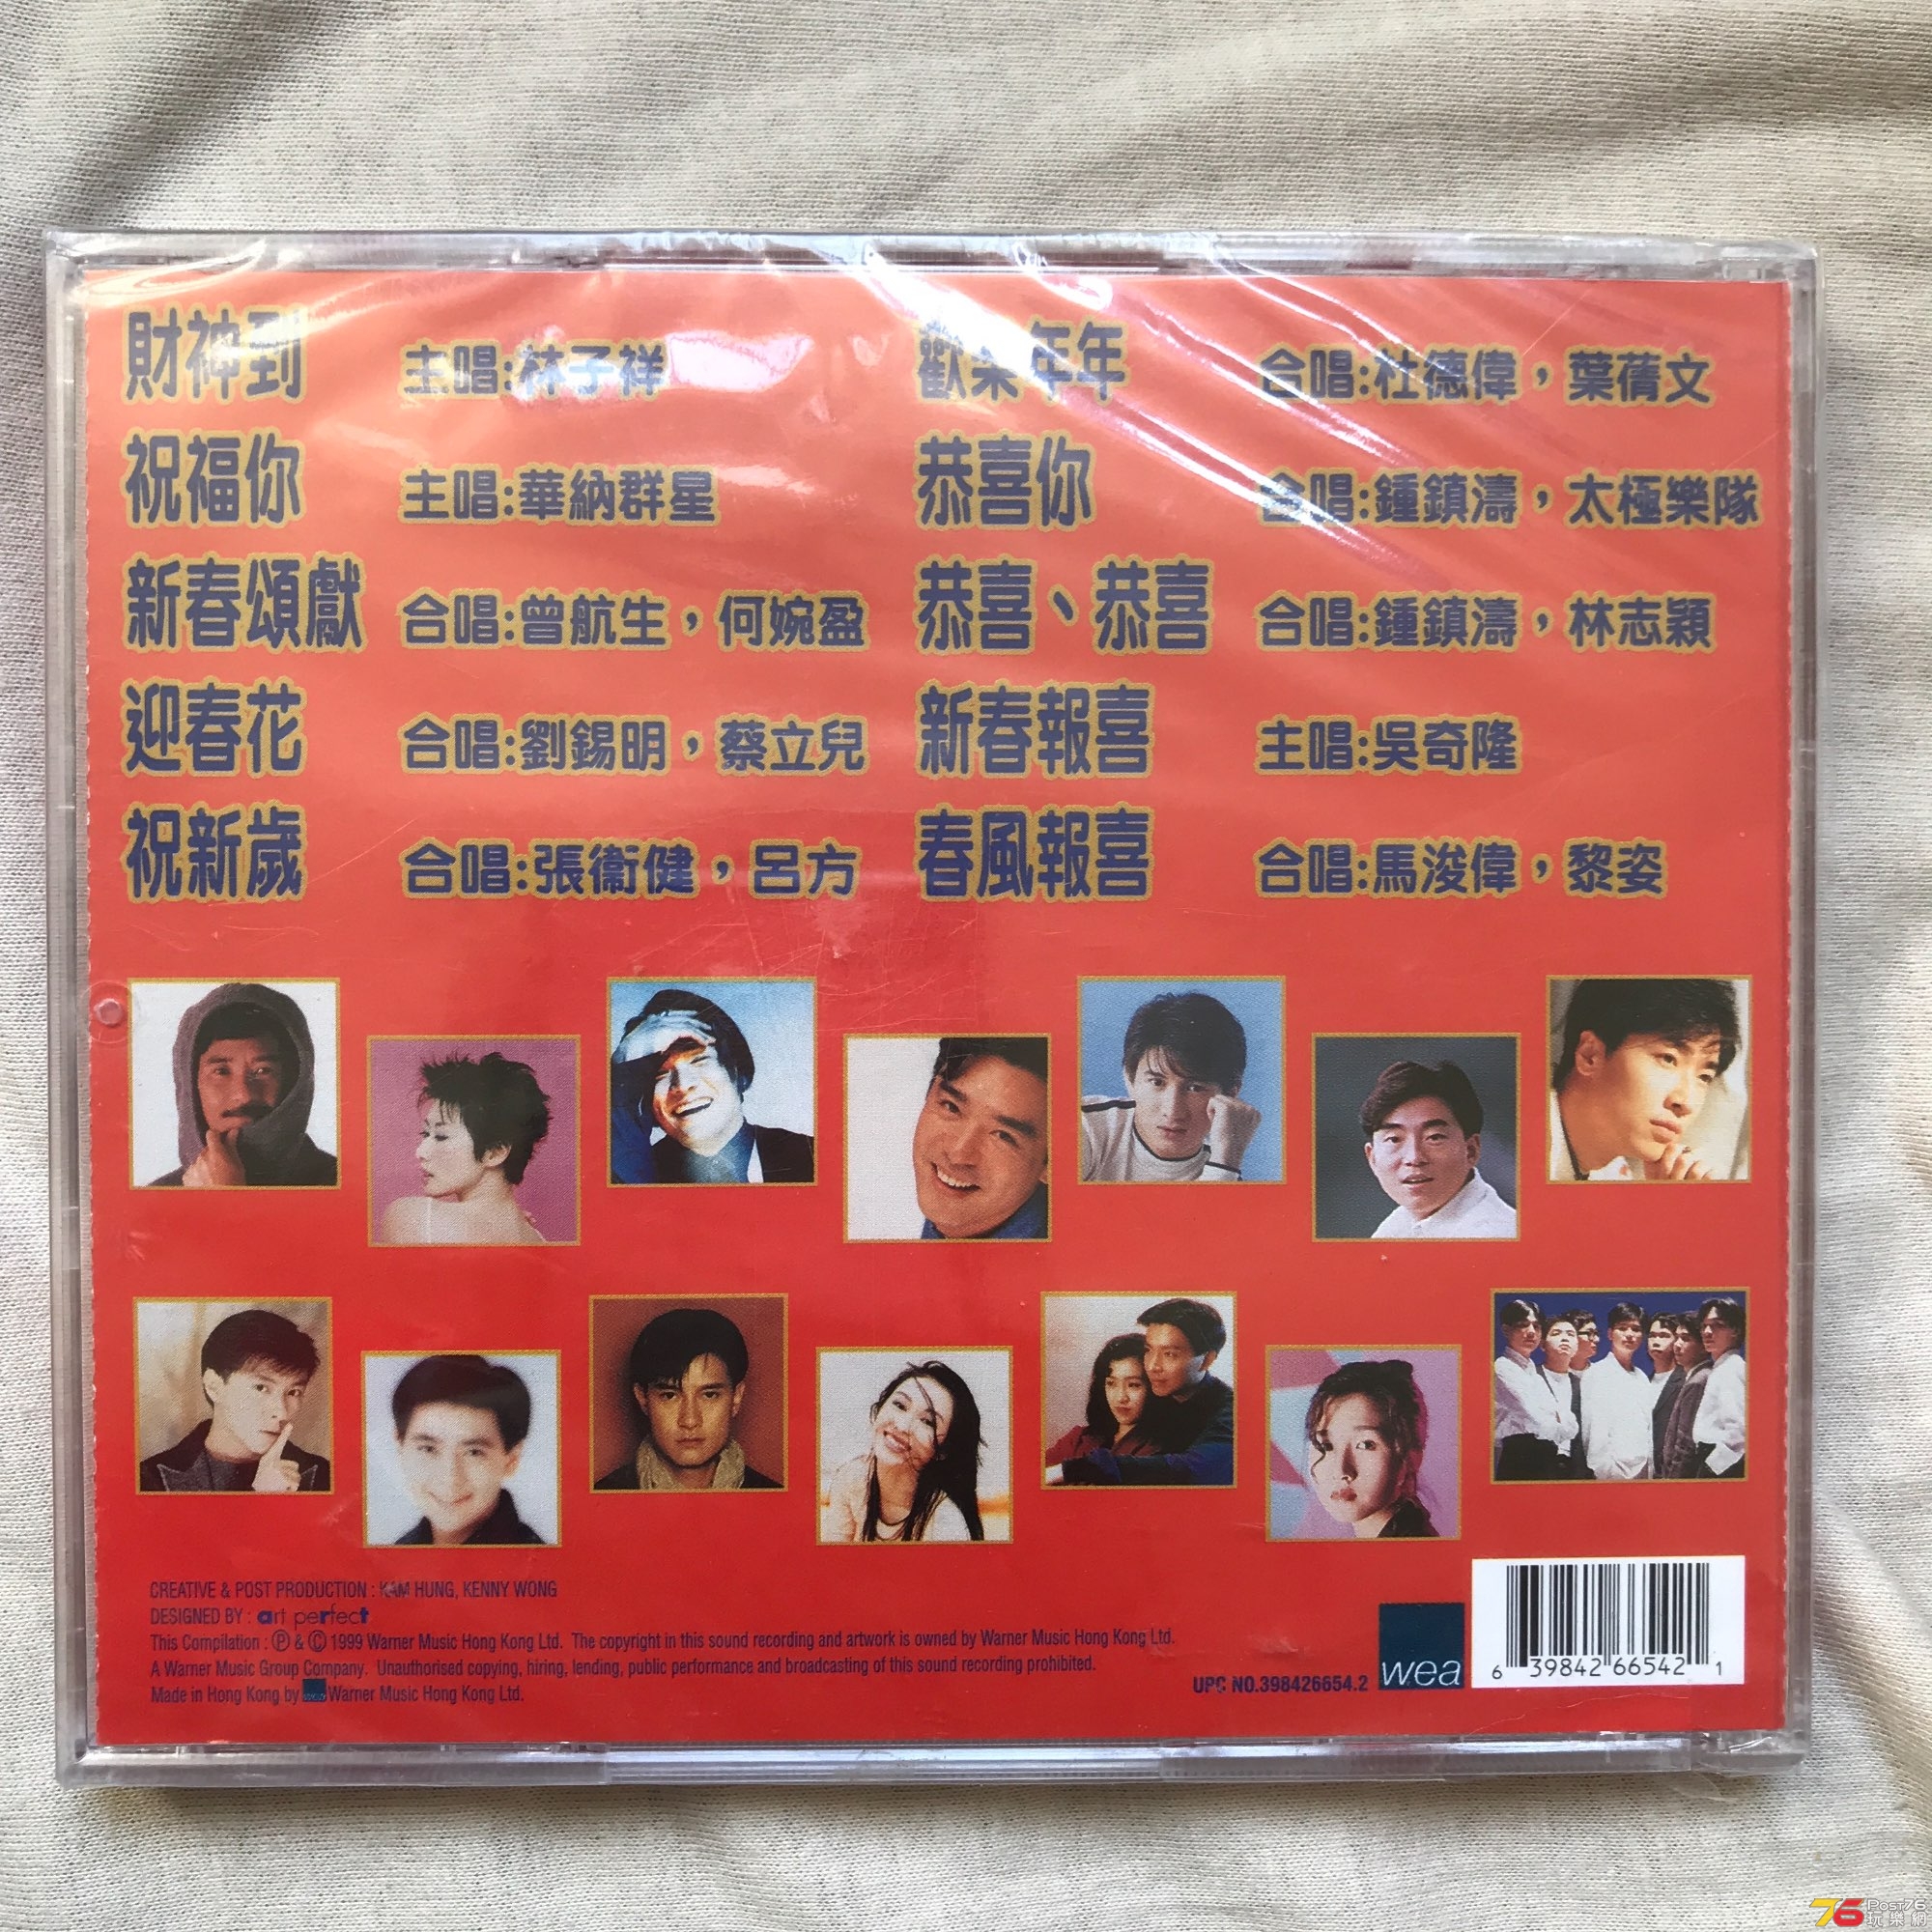 財神到 主唱:林子祥
祝福你 主唱:華納群星
新春頌獻 合唱:曾航生，何婉盈
迎春花 合唱:劉錫明，蔡立兒
祝新歲 合唱:張衞健，呂方
歡樂年年 合唱:杜德偉，葉蒨文
恭喜你 合唱:鍾鎮濤，太極樂隊
恭喜、恭喜 合唱:鍾鎮濤，林志穎
新春報喜 主唱:吳奇隆
春風報喜 合唱:馬浚偉，黎姿
CREATIVE & POST PRODUCTION : KAM HUNG, KENNY WONG
DESIGNED BY : art perfect
This Compilation : Ⓟ & Ⓒ 1999 Warner Music Hong Kong Ltd. The copyright in this sound recording and artwork is owned by Warner Music Hong Kong Ltd.
A Warner Music Group Company. Unauthorised copying, hiring, lending, public performance and broadcasting of this sound recording prohibited.
Made in Hong Kong by wea Warner Music Hong Kong Ltd.
UPC NO.398426654.2
wea
6 39842 66542 1
76 Post76
玩樂網